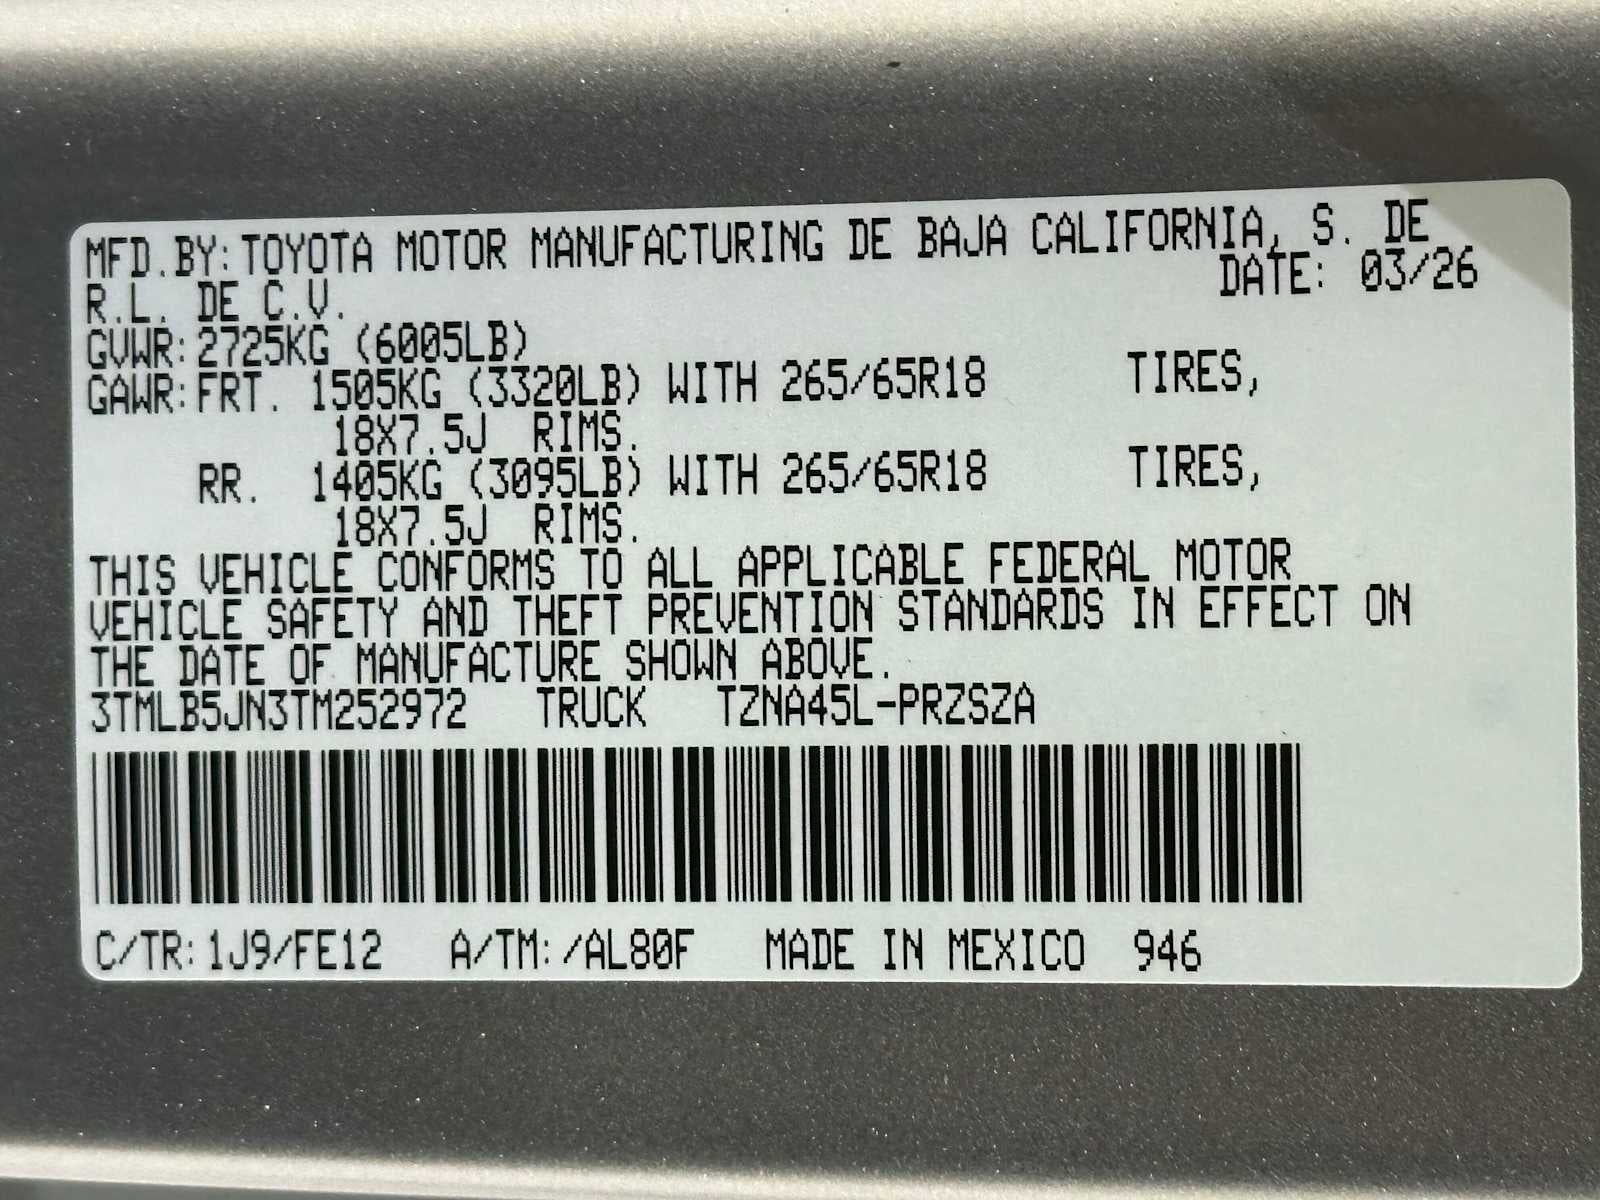 MFD.BY:TOYOTA MOTOR MANUFACTURING DE BAJA CALIFORNIA, S. DE
R.L. DE C.V. DATE: 03/26
GVWR:2725KG (6005LB)
GAWR:FRT. 1505KG (3320LB) WITH 265/65R18 TIRES,
18X7.5J RIMS.
RR. 1405KG (3095LB) WITH 265/65R18 TIRES,
18X7.5J RIMS.
THIS VEHICLE CONFORMS TO ALL APPLICABLE FEDERAL MOTOR
VEHICLE SAFETY AND THEFT PREVENTION STANDARDS IN EFFECT ON
THE DATE OF MANUFACTURE SHOWN ABOVE.
3TMLB5JN3TM252972 TRUCK TZNA45L-PRZSZA
C/TR:1J9/FE12 A/TM:/AL80F MADE IN MEXICO 946